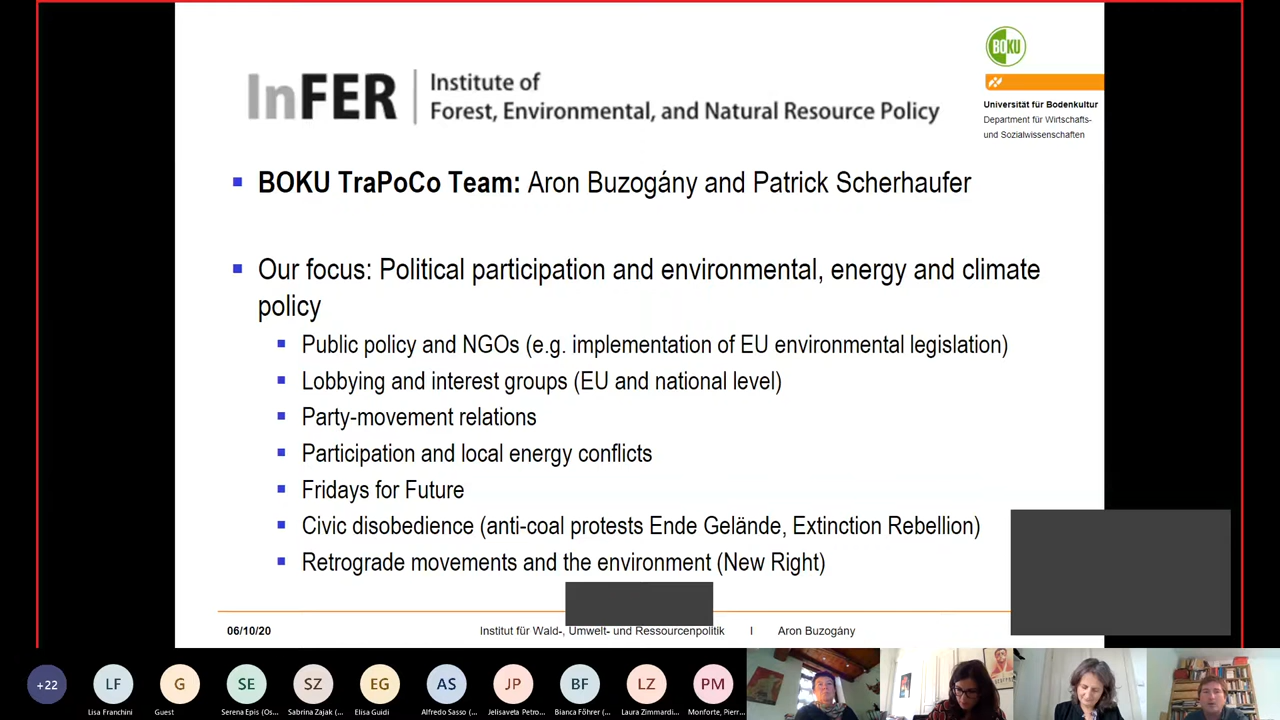 BOKU
InFER
Institute of
Forest, Environmental, and Natural Resource Policy
Universität für Bodenkultur
Department für Wirtschafts-
und Sozialwissenschaften
BOKU TraPoCo Team: Aron Buzogány and Patrick Scherhaufer
Our focus: Political participation and environmental, energy and climate
policy
Public policy and NGOs (e.g. implementation of EU environmental legislation)
Lobbying and interest groups (EU and national level)
Party-movement relations
Participation and local energy conflicts
Fridays for Future
Civic disobedience (anti-coal protests Ende Gelände, Extinction Rebellion)
Retrograde movements and the environment (New Right)
06/10/20 Institut für Wald-, Umwelt- und Ressourcenpolitik I Aron Buzogány
+22 LF G SE SZ EG AS JP BF LZ PM
Lisa Franchini Guest Serena Epis (Os... Sabrina Zajak (... Elisa Guidi Alfredo Sasso (... Jelisaveta Petro... Bianca Föhrer (... Laura Zimmardi... Monforte, Pierr...